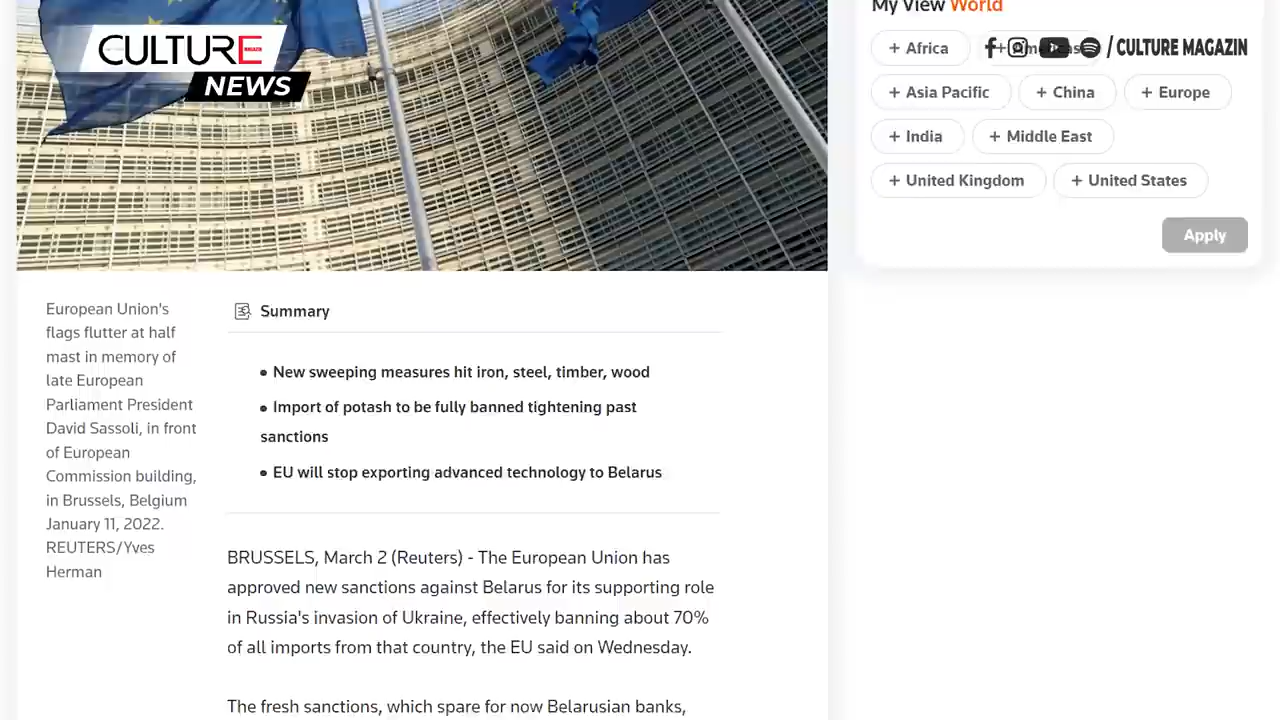 CULTURE
NEWS
My View World
+ Africa
+ Americas
/ CULTURE MAGAZIN
+ Asia Pacific
+ China
+ Europe
+ India
+ Middle East
+ United Kingdom
+ United States
Apply
European Union's
flags flutter at half
mast in memory of
late European
Parliament President
David Sassoli, in front
of European
Commission building,
in Brussels, Belgium
January 11, 2022.
REUTERS/Yves
Herman
Summary
• New sweeping measures hit iron, steel, timber, wood
• Import of potash to be fully banned tightening past
sanctions
• EU will stop exporting advanced technology to Belarus
BRUSSELS, March 2 (Reuters) - The European Union has
approved new sanctions against Belarus for its supporting role
in Russia's invasion of Ukraine, effectively banning about 70%
of all imports from that country, the EU said on Wednesday.
The fresh sanctions, which spare for now Belarusian banks,